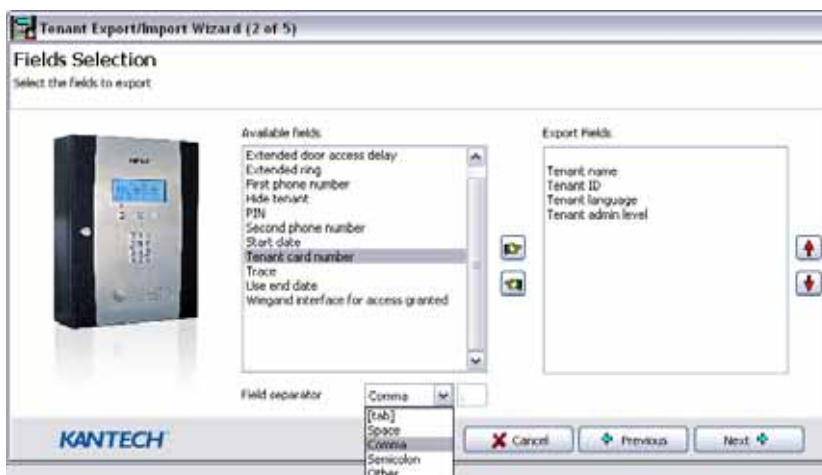 Tenant Export/Import Wizard (2 of 5)
Fields Selection
Select the fields to export
Available fields
Extended door access delay
Extended ring
First phone number
Hide tenant
PIN
Second phone number
Start date
Tenant card number
Trace
Use end date
Wiegand interface for access granted
Export Fields
Tenant name
Tenant ID
Tenant language
Tenant admin level
Field separator
Comma
[tab]
Space
Comma
Semicolon
Other
KANTECH
Cancel
Previous
Next